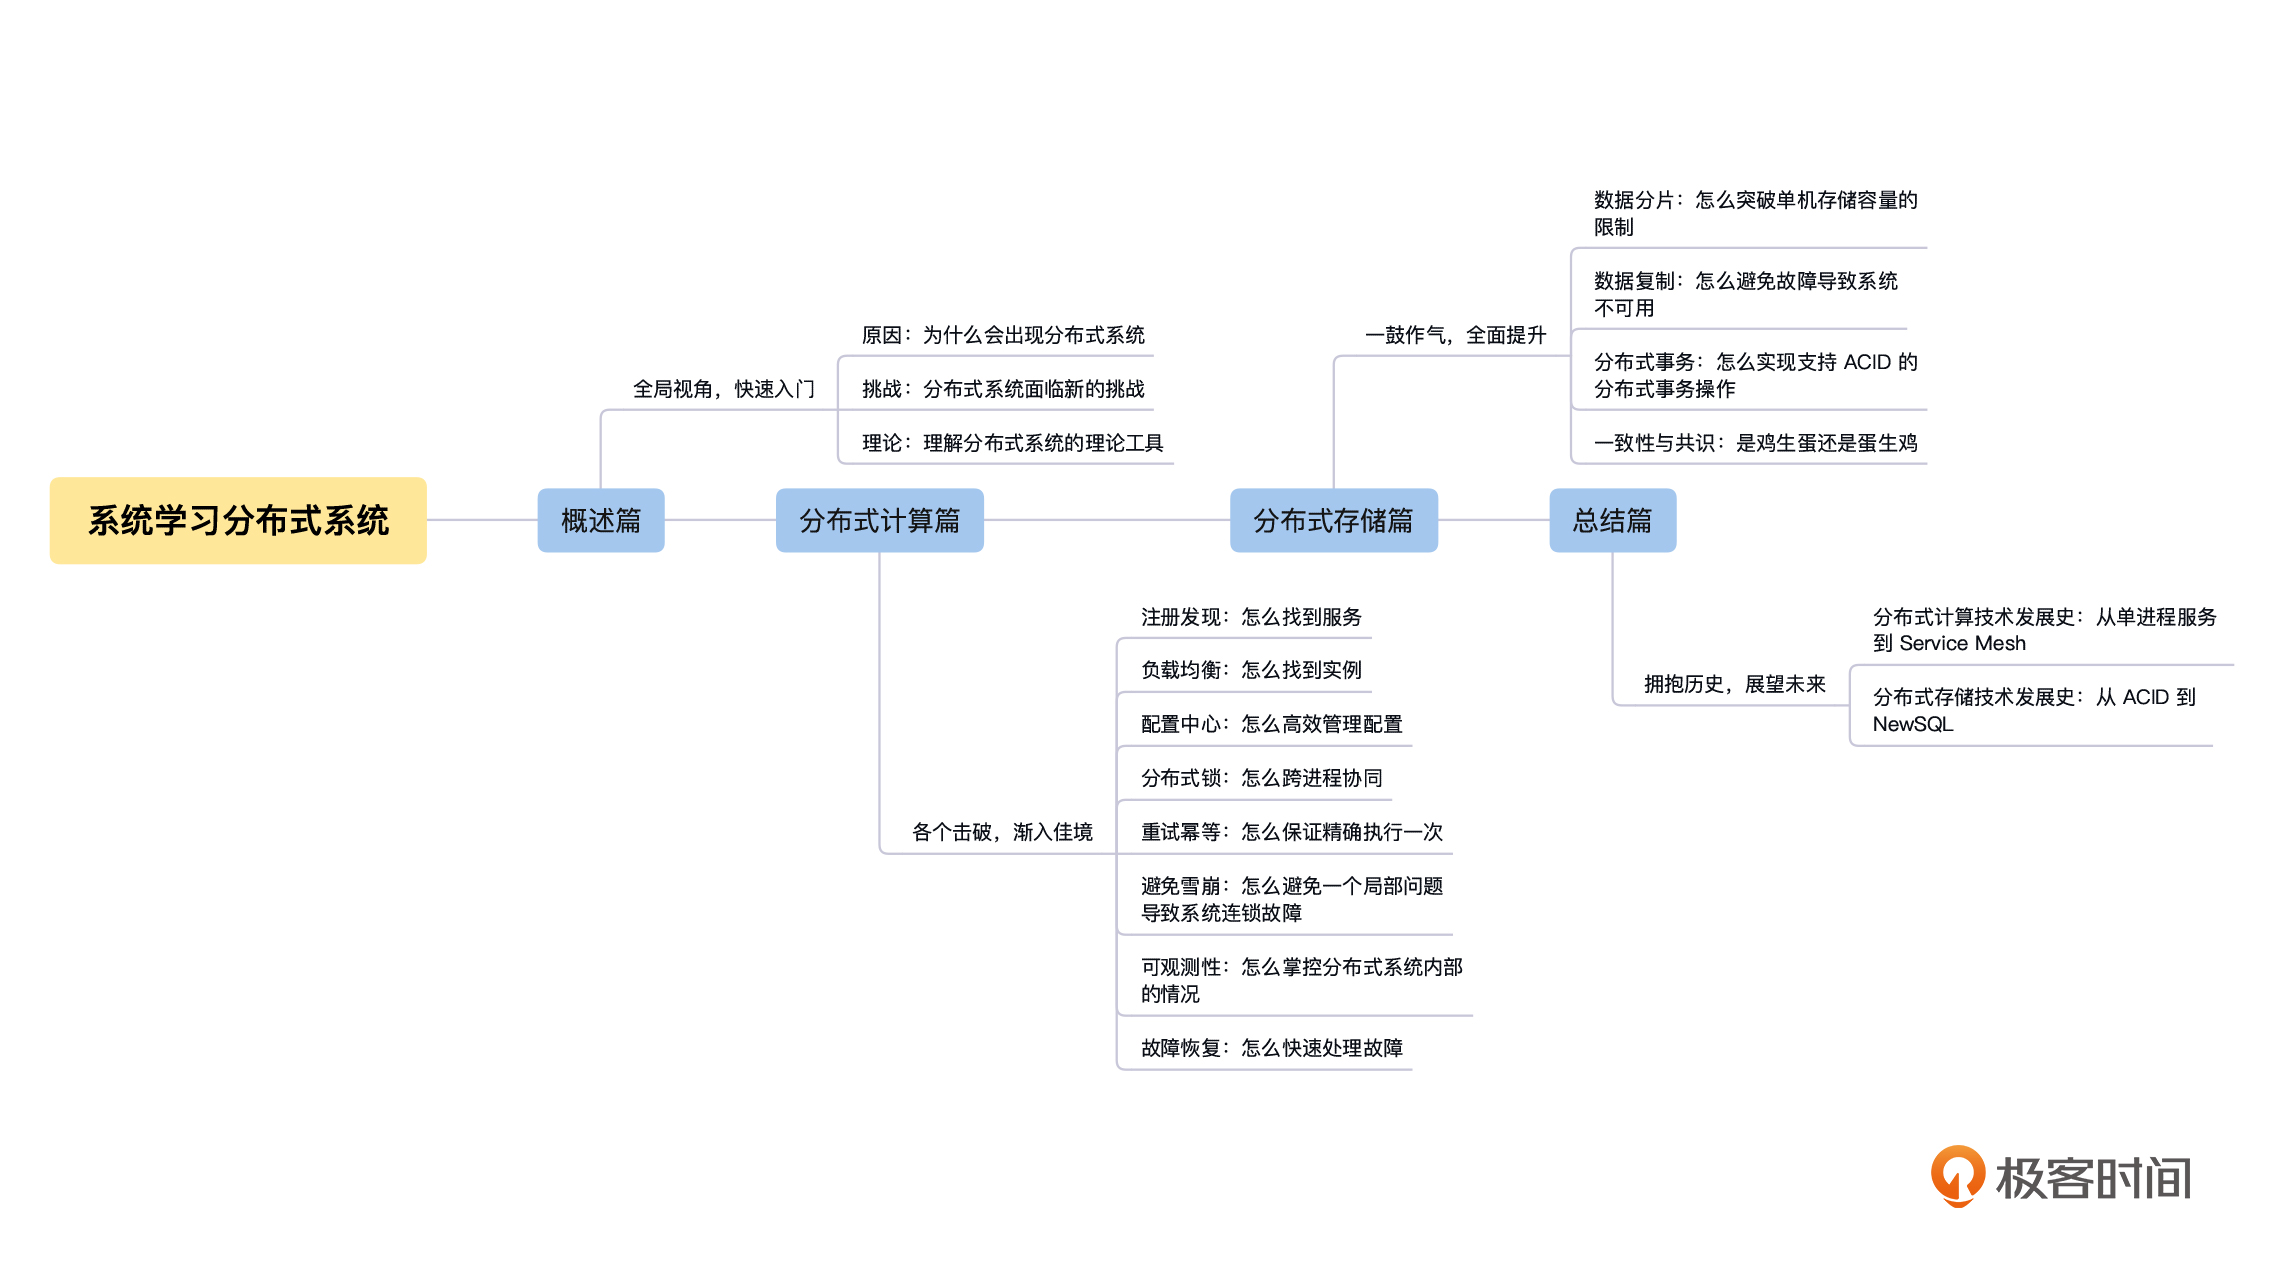 系统学习分布式系统
概述篇
全局视角，快速入门
原因：为什么会出现分布式系统
挑战：分布式系统面临新的挑战
理论：理解分布式系统的理论工具
分布式计算篇
各个击破，渐入佳境
注册发现：怎么找到服务
负载均衡：怎么找到实例
配置中心：怎么高效管理配置
分布式锁：怎么跨进程协同
重试幂等：怎么保证精确执行一次
避免雪崩：怎么避免一个局部问题
导致系统连锁故障
可观测性：怎么掌控分布式系统内部
的情况
故障恢复：怎么快速处理故障
分布式存储篇
一鼓作气，全面提升
数据分片：怎么突破单机存储容量的
限制
数据复制：怎么避免故障导致系统
不可用
分布式事务：怎么实现支持 ACID 的
分布式事务操作
一致性与共识：是鸡生蛋还是蛋生鸡
总结篇
拥抱历史，展望未来
分布式计算技术发展史：从单进程服务
到 Service Mesh
分布式存储技术发展史：从 ACID 到
NewSQL
极客时间